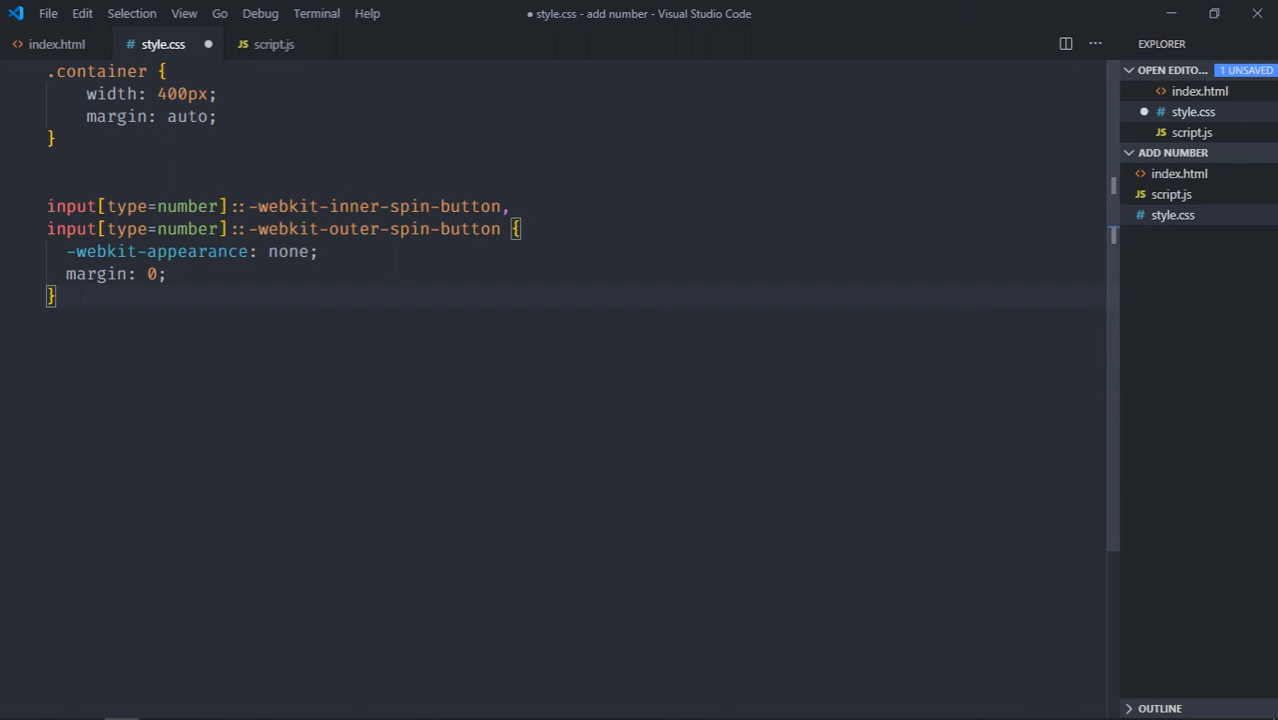 File Edit Selection View Go Debug Terminal Help
● style.css - add number - Visual Studio Code
index.html style.css script.js
EXPLORER
.container {
width: 400px;
margin: auto;
}
input[type=number]::-webkit-inner-spin-button,
input[type=number]::-webkit-outer-spin-button {
-webkit-appearance: none;
margin: 0;
}
OPEN EDITO... 1 UNSAVED
index.html
style.css
script.js
ADD NUMBER
index.html
script.js
style.css
OUTLINE